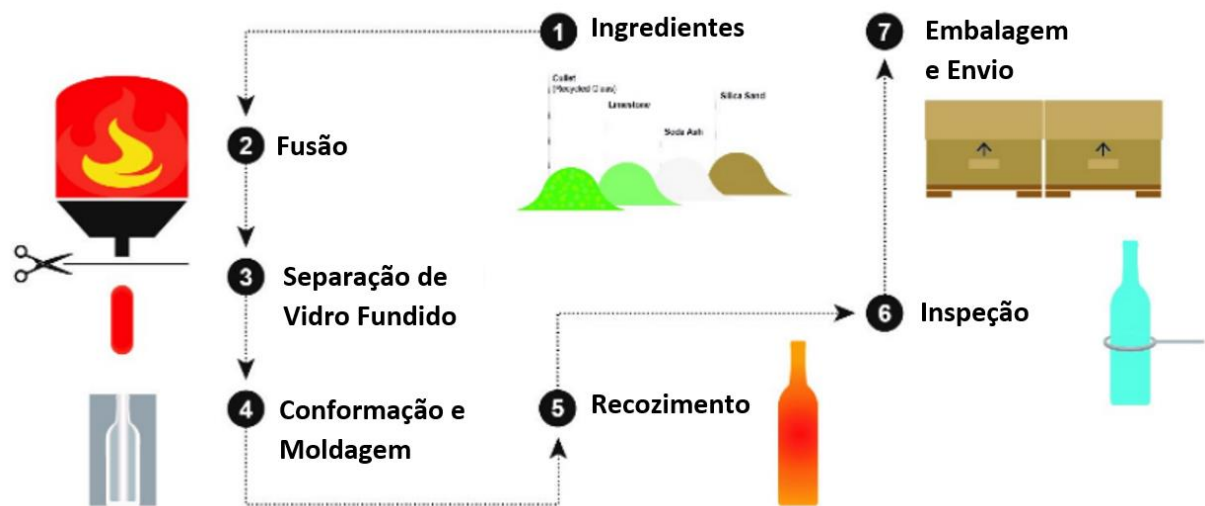 1 Ingredientes
Cullet
(Recycled Glass)
Limestone
Soda Ash
Silica Sand
2 Fusão
3 Separação de
Vidro Fundido
4 Conformação e
Moldagem
5 Recozimento
6 Inspeção
7 Embalagem
e Envio